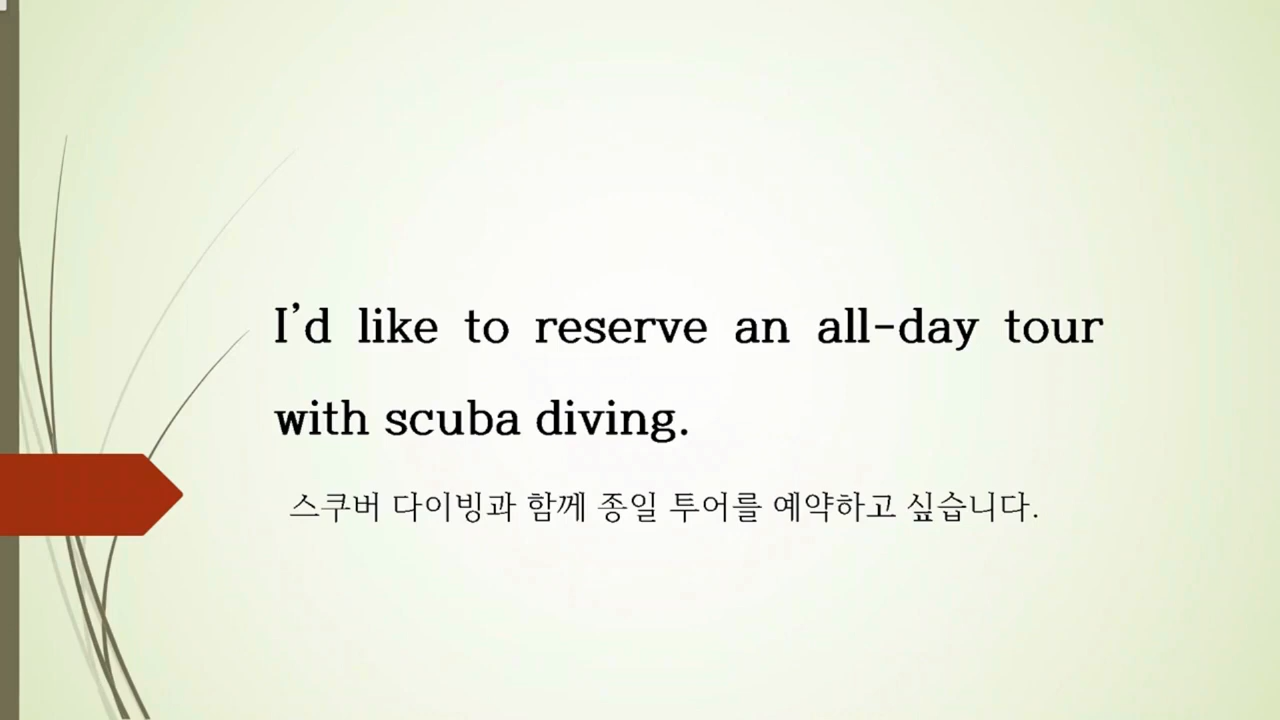 I’d like to reserve an all-day tour
with scuba diving.
스쿠버 다이빙과 함께 종일 투어를 예약하고 싶습니다.